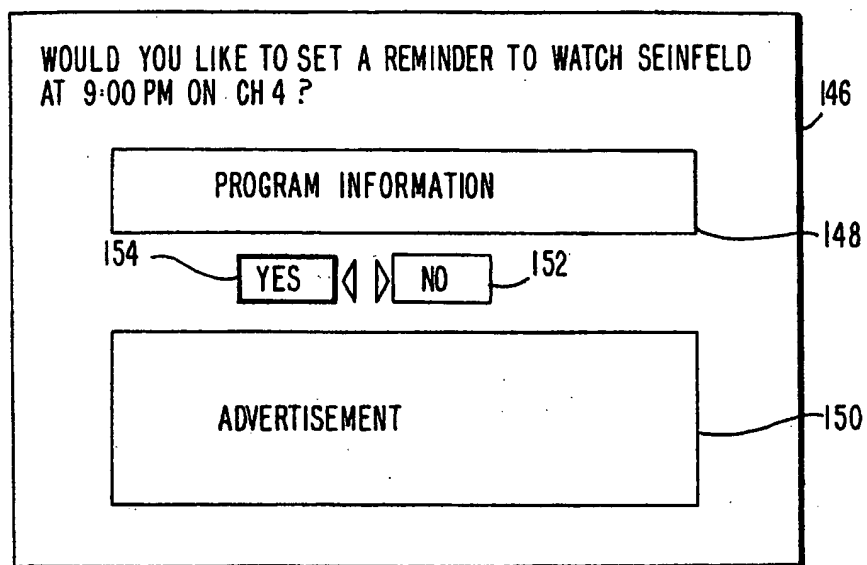 WOULD YOU LIKE TO SET A REMINDER TO WATCH SEINFELD
AT 9:00 PM ON CH 4 ?
146
PROGRAM INFORMATION
148
154
YES
NO
152
ADVERTISEMENT
150